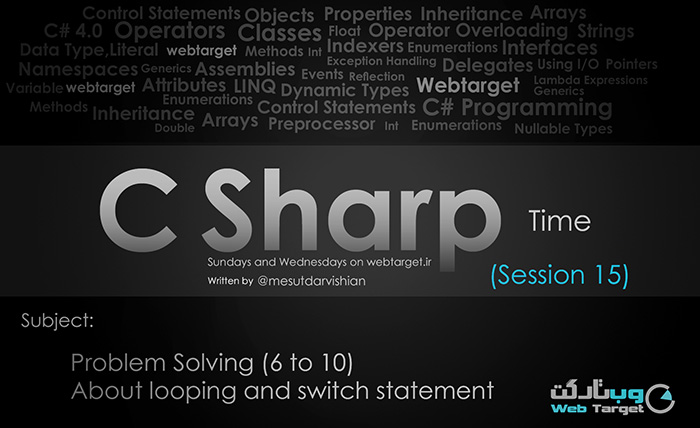 Control Statements Objects Properties Inheritance Arrays
C# 4.0 Operators Classes Float Operator Overloading Strings
Data Type,Literal webtarget Methods Int Indexers Enumerations Interfaces
Namespaces Generics Assemblies Events Exception Handling Delegates Using I/O Pointers
Variable webtarget Attributes LINQ Dynamic Types Reflection Webtarget Lambda Expressions Generics
Methods Inheritance Enumerations Control Statements C# Programming
Double Arrays Preprocessor Int Enumerations Nullable Types
C Sharp Time
Sundays and Wednesdays on webtarget.ir
Written by @mesutdarvishian
(Session 15)
Subject:
Problem Solving (6 to 10)
About looping and switch statement
وب تارگت
Web Target